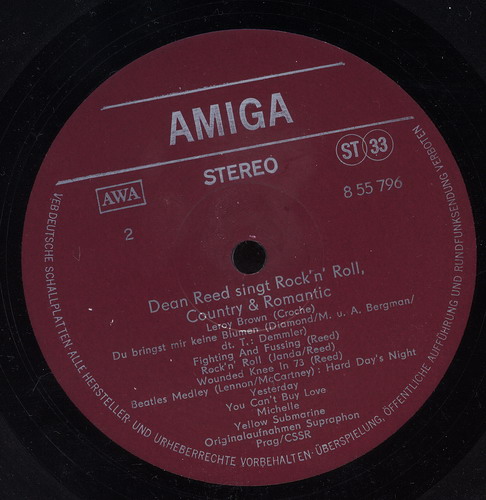 AMIGA
STEREO
ST 33
AWA
8 55 796
2
Dean Reed singt Rock'n' Roll,
Country & Romantic
Leroy Brown (Croche)
Du bringst mir keine Blumen (Diamond/M. u. A. Bergman/
dt. T.: Demmler)
Fighting And Fussing (Reed)
Rock'n' Roll (Janda/Reed)
Wounded Knee In 73 (Reed)
Beatles Medley (Lennon/McCartney): Hard Day's Night
Yesterday
You Can't Buy Love
Michelle
Yellow Submarine
Originalaufnahmen Supraphon
Prag/CSSR
VEB DEUTSCHE SCHALLPLATTEN · ALLE HERSTELLER- UND URHEBERRECHTE VORBEHALTEN · ÜBERSPIELUNG, ÖFFENTLICHE AUFFÜHRUNG UND RUNDFUNKSENDUNG VERBOTEN